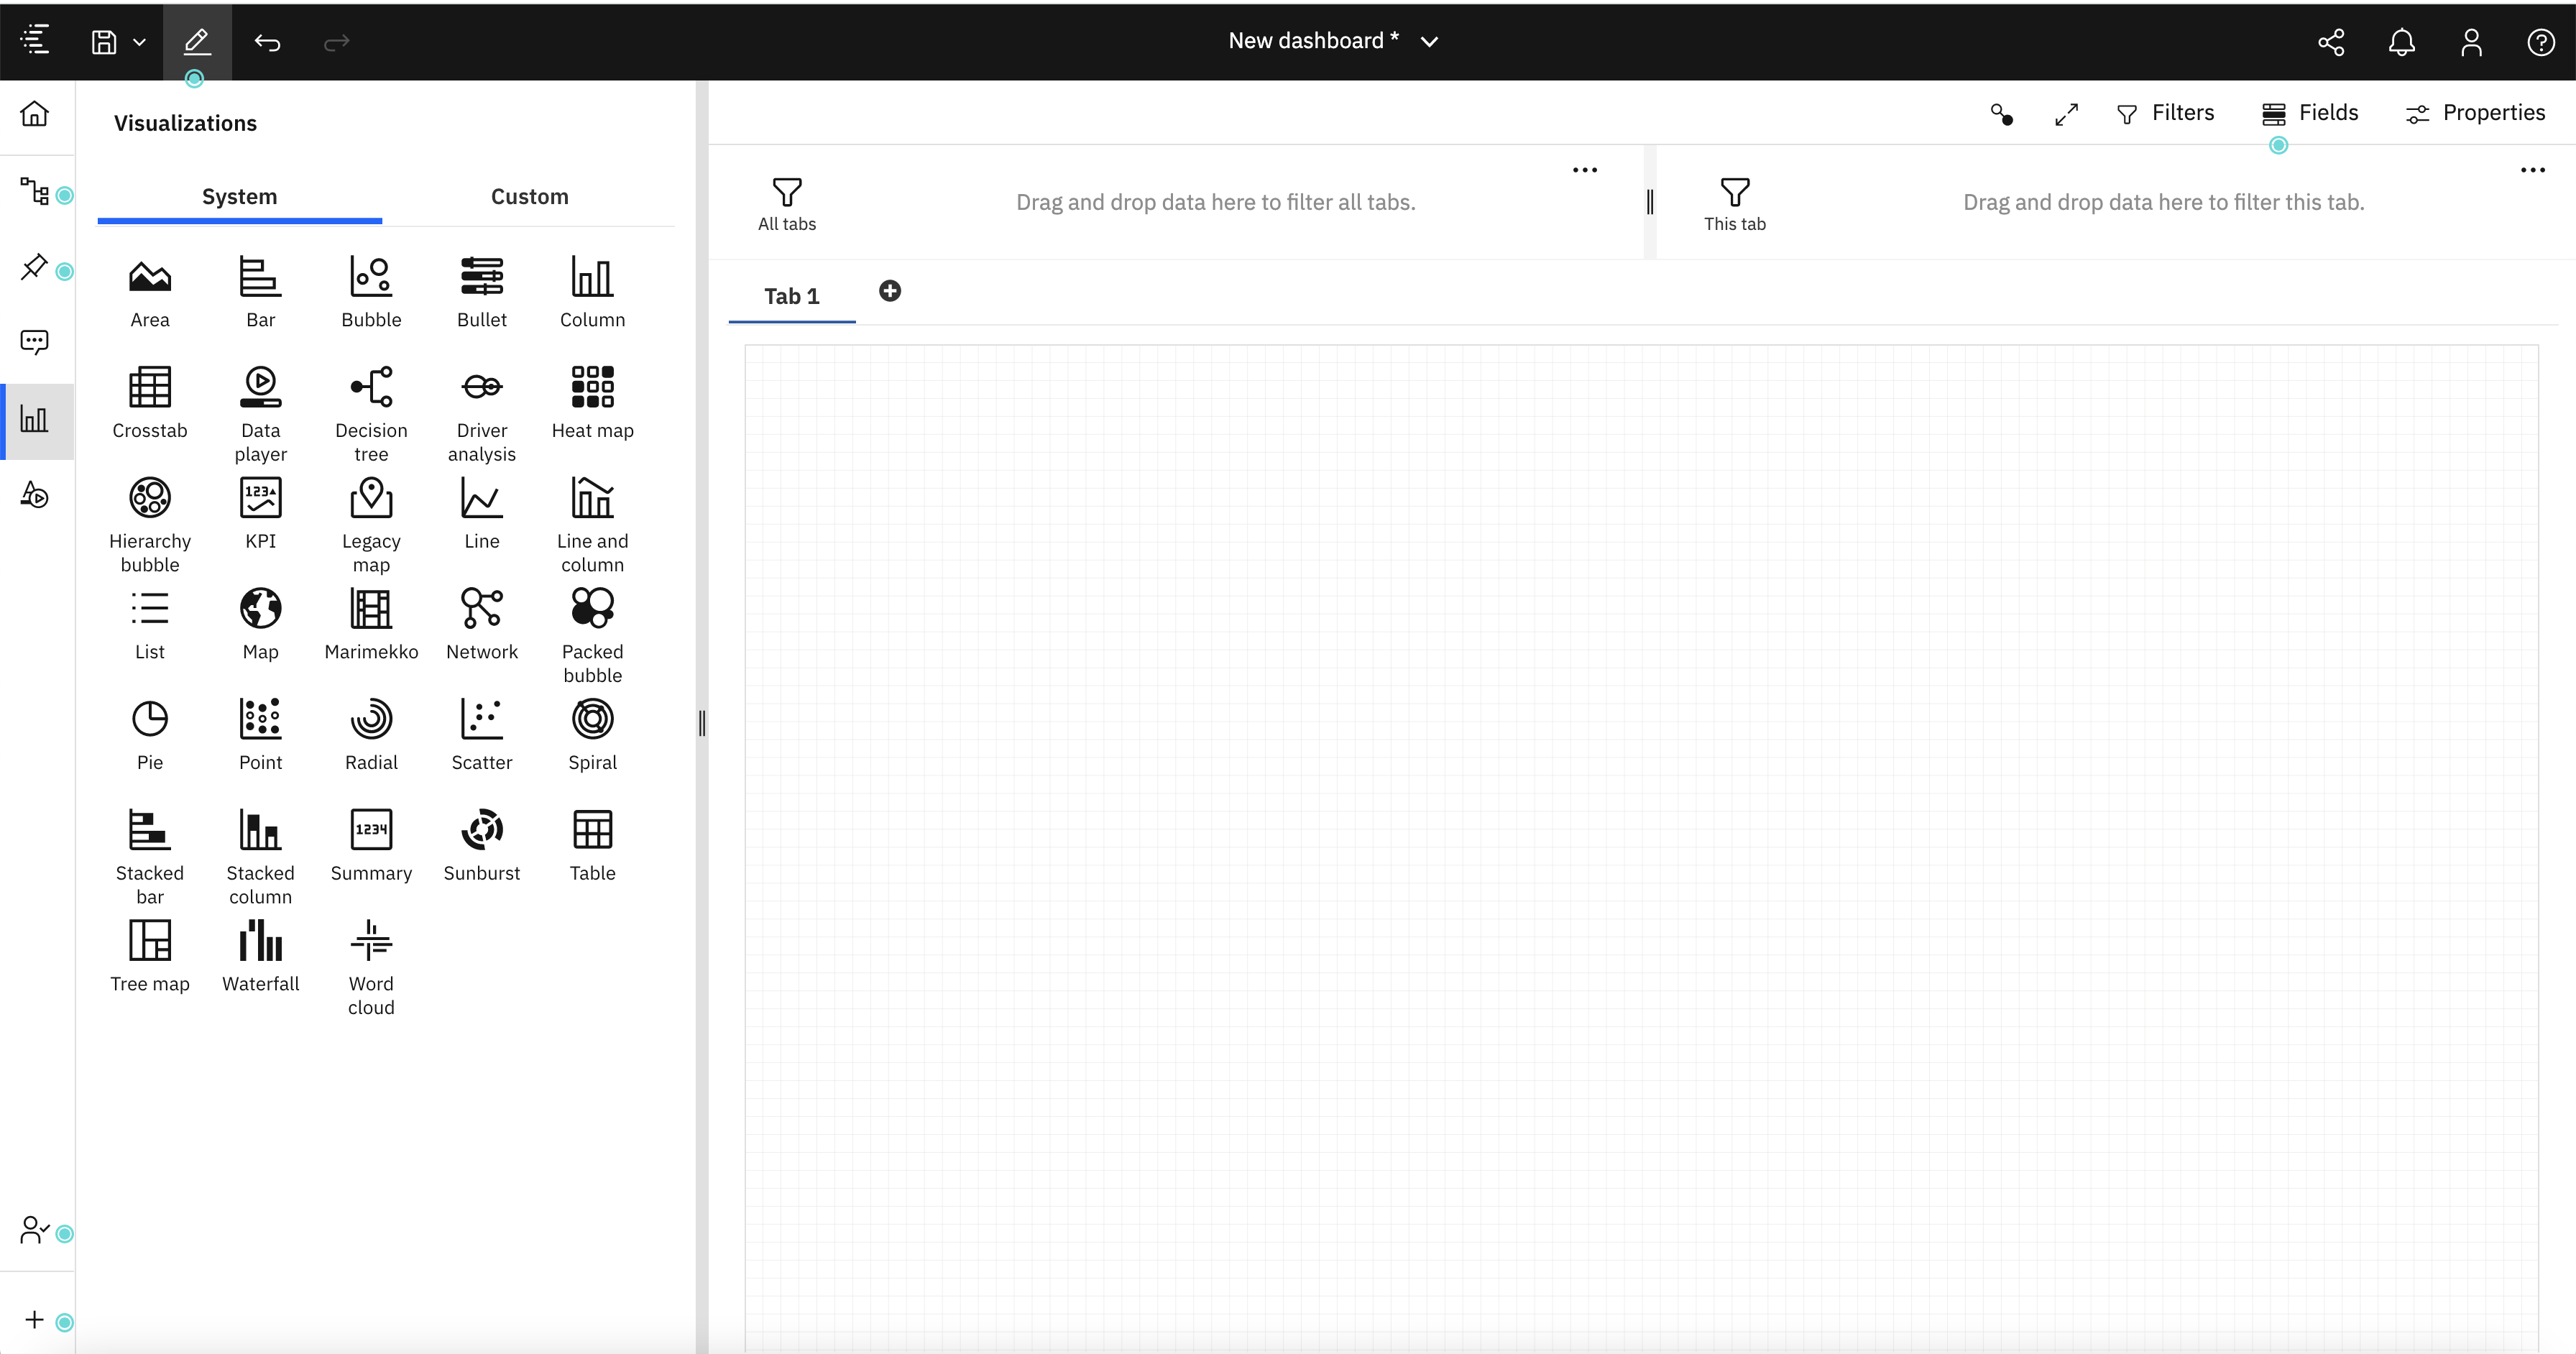 New dashboard *
Visualizations
Filters
Fields
Properties
System
Custom
All tabs
Drag and drop data here to filter all tabs.
This tab
Drag and drop data here to filter this tab.
Tab 1
Area
Bar
Bubble
Bullet
Column
Crosstab
Data
player
Decision
tree
Driver
analysis
Heat map
Hierarchy
bubble
123
KPI
Legacy
map
Line
Line and
column
List
Map
Marimekko
Network
Packed
bubble
Pie
Point
Radial
Scatter
Spiral
Stacked
bar
Stacked
column
1234
Summary
Sunburst
Table
Tree map
Waterfall
Word
cloud